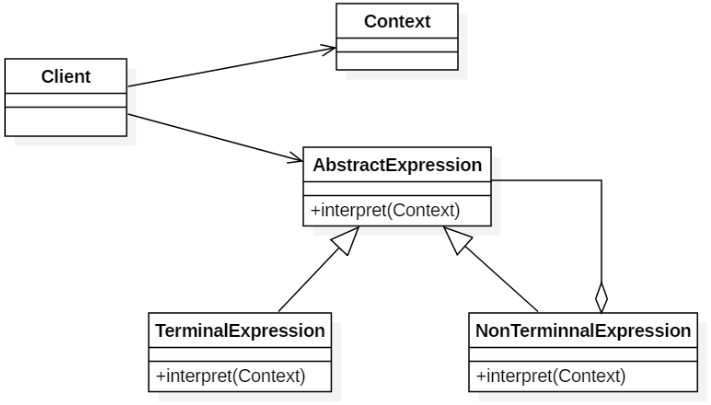 Context
Client
AbstractExpression
+interpret(Context)
TerminalExpression
+interpret(Context)
NonTerminnalExpression
+interpret(Context)